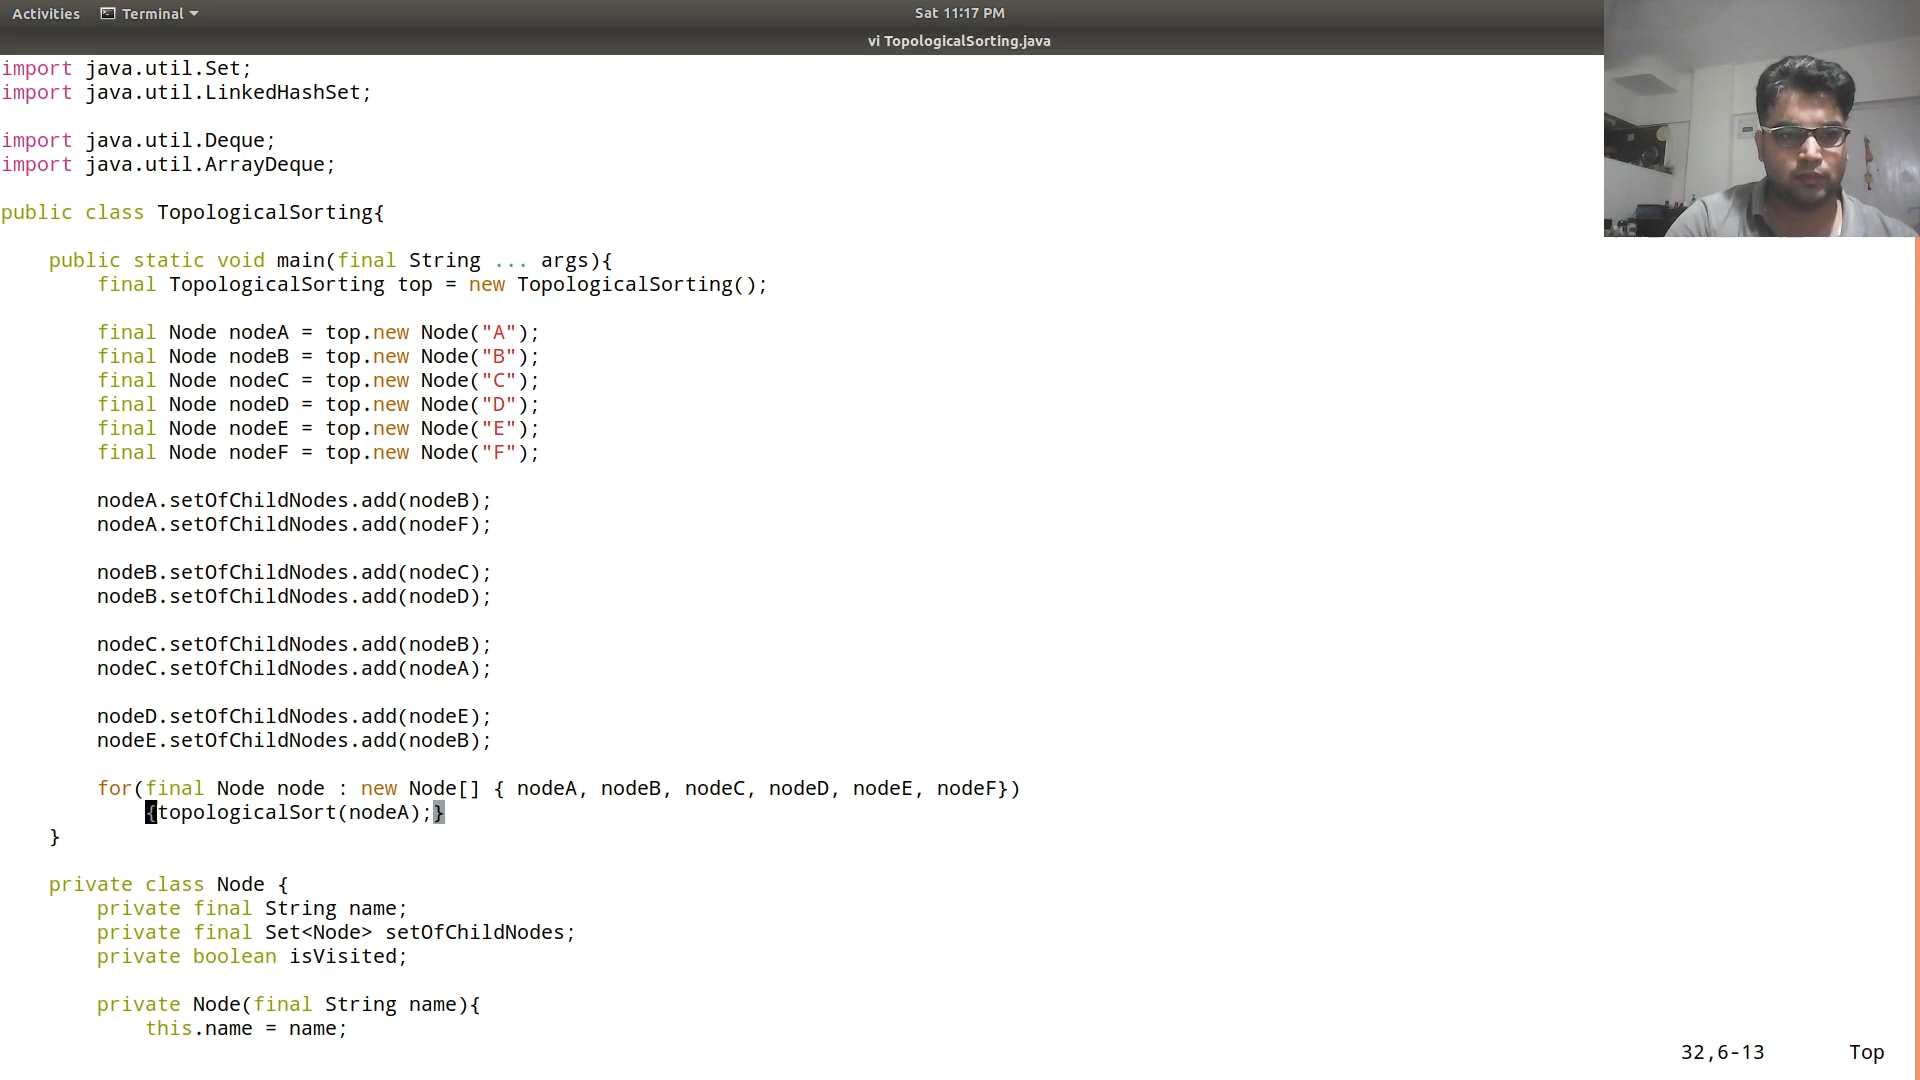 Activities Terminal Sat 11:17 PM
vi TopologicalSorting.java
import java.util.Set;
import java.util.LinkedHashSet;
import java.util.Deque;
import java.util.ArrayDeque;
public class TopologicalSorting{
public static void main(final String ... args){
final TopologicalSorting top = new TopologicalSorting();
final Node nodeA = top.new Node("A");
final Node nodeB = top.new Node("B");
final Node nodeC = top.new Node("C");
final Node nodeD = top.new Node("D");
final Node nodeE = top.new Node("E");
final Node nodeF = top.new Node("F");
nodeA.setOfChildNodes.add(nodeB);
nodeA.setOfChildNodes.add(nodeF);
nodeB.setOfChildNodes.add(nodeC);
nodeB.setOfChildNodes.add(nodeD);
nodeC.setOfChildNodes.add(nodeB);
nodeC.setOfChildNodes.add(nodeA);
nodeD.setOfChildNodes.add(nodeE);
nodeE.setOfChildNodes.add(nodeB);
for(final Node node : new Node[] { nodeA, nodeB, nodeC, nodeD, nodeE, nodeF})
{topologicalSort(nodeA);}
}
private class Node {
private final String name;
private final Set<Node> setOfChildNodes;
private boolean isVisited;
private Node(final String name){
this.name = name;
32,6-13 Top